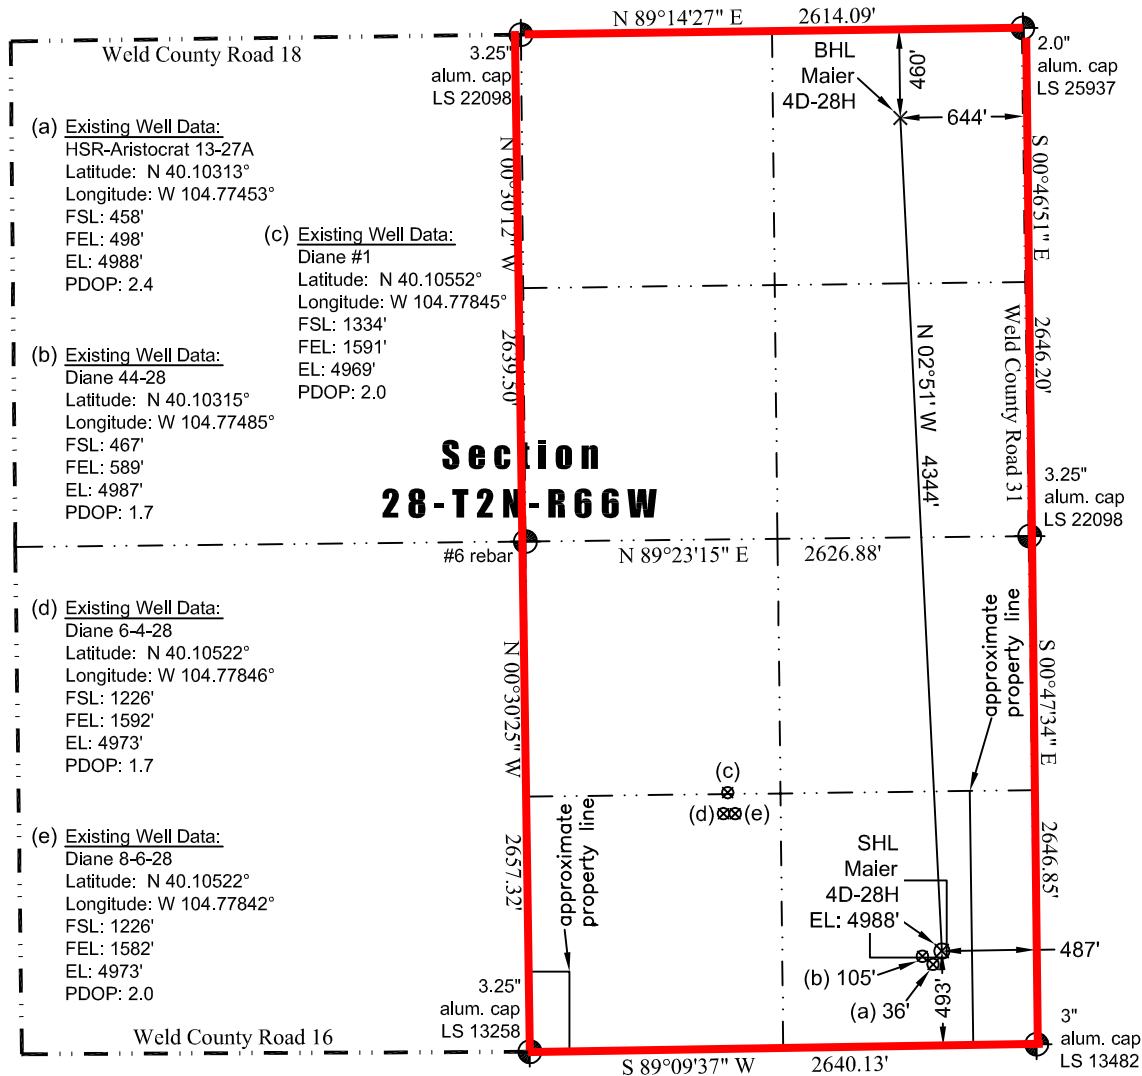 N 89°14'27" E 2614.09'
Weld County Road 18
3.25"
alum. cap
LS 22098
BHL
Maier
4D-28H
460'
644'
2.0"
alum. cap
LS 25937
(a) Existing Well Data:
HSR-Aristocrat 13-27A
Latitude: N 40.10313°
Longitude: W 104.77453°
FSL: 458'
FEL: 498'
EL: 4988'
PDOP: 2.4
(c) Existing Well Data:
Diane #1
Latitude: N 40.10552°
Longitude: W 104.77845°
FSL: 1334'
FEL: 1591'
EL: 4969'
PDOP: 2.0
N 00°30'12" W
2639.50'
S 00°46'51" E
2646.20'
Weld County Road 31
N 02°51' W 4344'
(b) Existing Well Data:
Diane 44-28
Latitude: N 40.10315°
Longitude: W 104.77485°
FSL: 467'
FEL: 589'
EL: 4987'
PDOP: 1.7
Section
28-T2N-R66W
3.25"
alum. cap
LS 22098
#6 rebar
N 89°23'15" E 2626.88'
(d) Existing Well Data:
Diane 6-4-28
Latitude: N 40.10522°
Longitude: W 104.77846°
FSL: 1226'
FEL: 1592'
EL: 4973'
PDOP: 1.7
N 00°30'25" W
2657.32'
approximate
property line
S 00°47'34" E
2646.85'
(c)
(d)
(e)
approximate
property line
(e) Existing Well Data:
Diane 8-6-28
Latitude: N 40.10522°
Longitude: W 104.77842°
FSL: 1226'
FEL: 1582'
EL: 4973'
PDOP: 2.0
SHL
Maier
4D-28H
EL: 4988'
487'
(b) 105'
(a) 36'
493'
3.25"
alum. cap
LS 13258
3"
alum. cap
LS 13482
Weld County Road 16
S 89°09'37" W 2640.13'